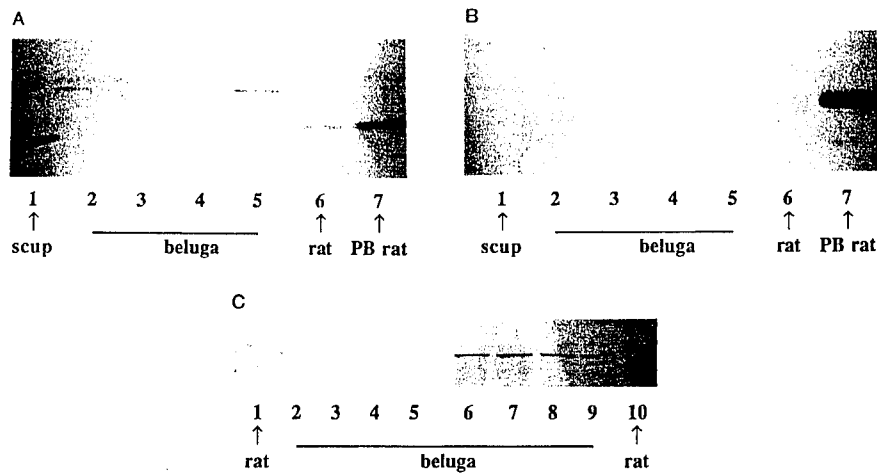 A
B
1 2 3 4 5 6 7
scup beluga rat PB rat
1 2 3 4 5 6 7
scup beluga rat PB rat
C
1 2 3 4 5 6 7 8 9 10
rat beluga rat